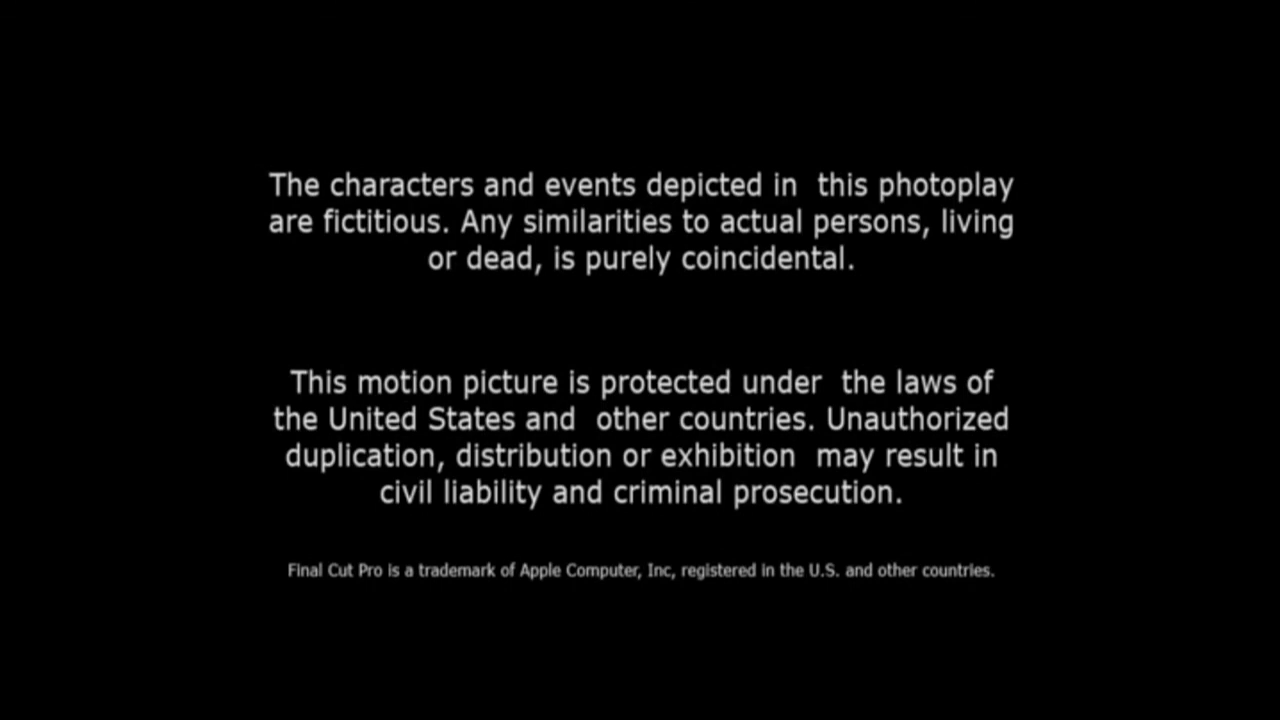 The characters and events depicted in  this photoplay
are fictitious. Any similarities to actual persons, living
or dead, is purely coincidental.
This motion picture is protected under  the laws of
the United States and  other countries. Unauthorized
duplication, distribution or exhibition  may result in
civil liability and criminal prosecution.
Final Cut Pro is a trademark of Apple Computer, Inc, registered in the U.S. and other countries.